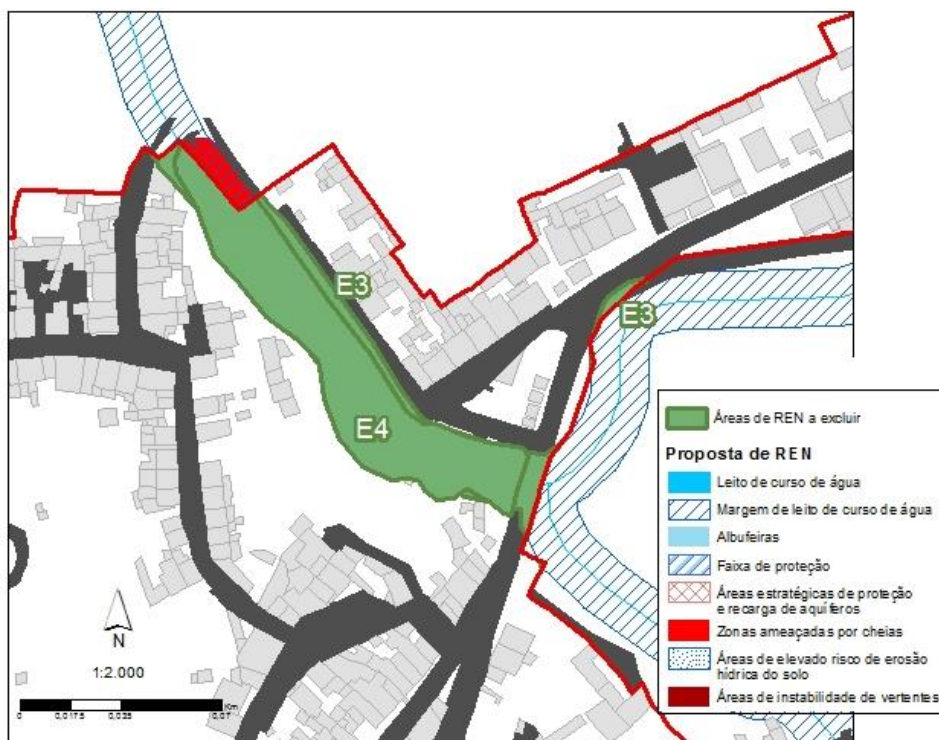 E3
E3
E4
N
1:2.000
Km
0 0,0175 0,035 0,07
Áreas de REN a excluir
Proposta de REN
Leito de curso de água
Margem de leito de curso de água
Albufeiras
Faixa de proteção
Áreas estratégicas de proteção
e recarga de aquíferos
Zonas ameaçadas por cheias
Áreas de elevado risco de erosão
hídrica do solo
Áreas de instabilidade de vertentes